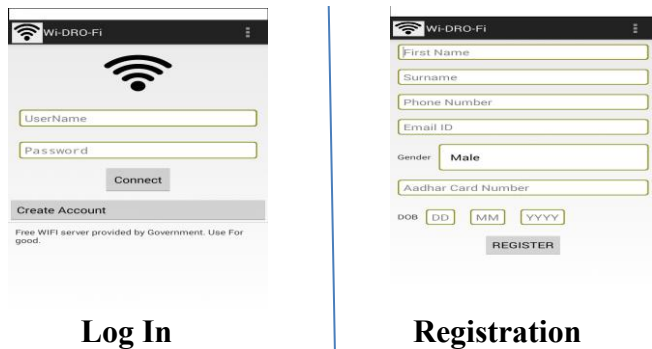 Wi-DRO-Fi
UserName
Password
Connect
Create Account
Free WIFI server provided by Government. Use For
good.
Log In
Wi-DRO-Fi
First Name
Surname
Phone Number
Email ID
Gender Male
Aadhar Card Number
DOB DD MM YYYY
REGISTER
Registration